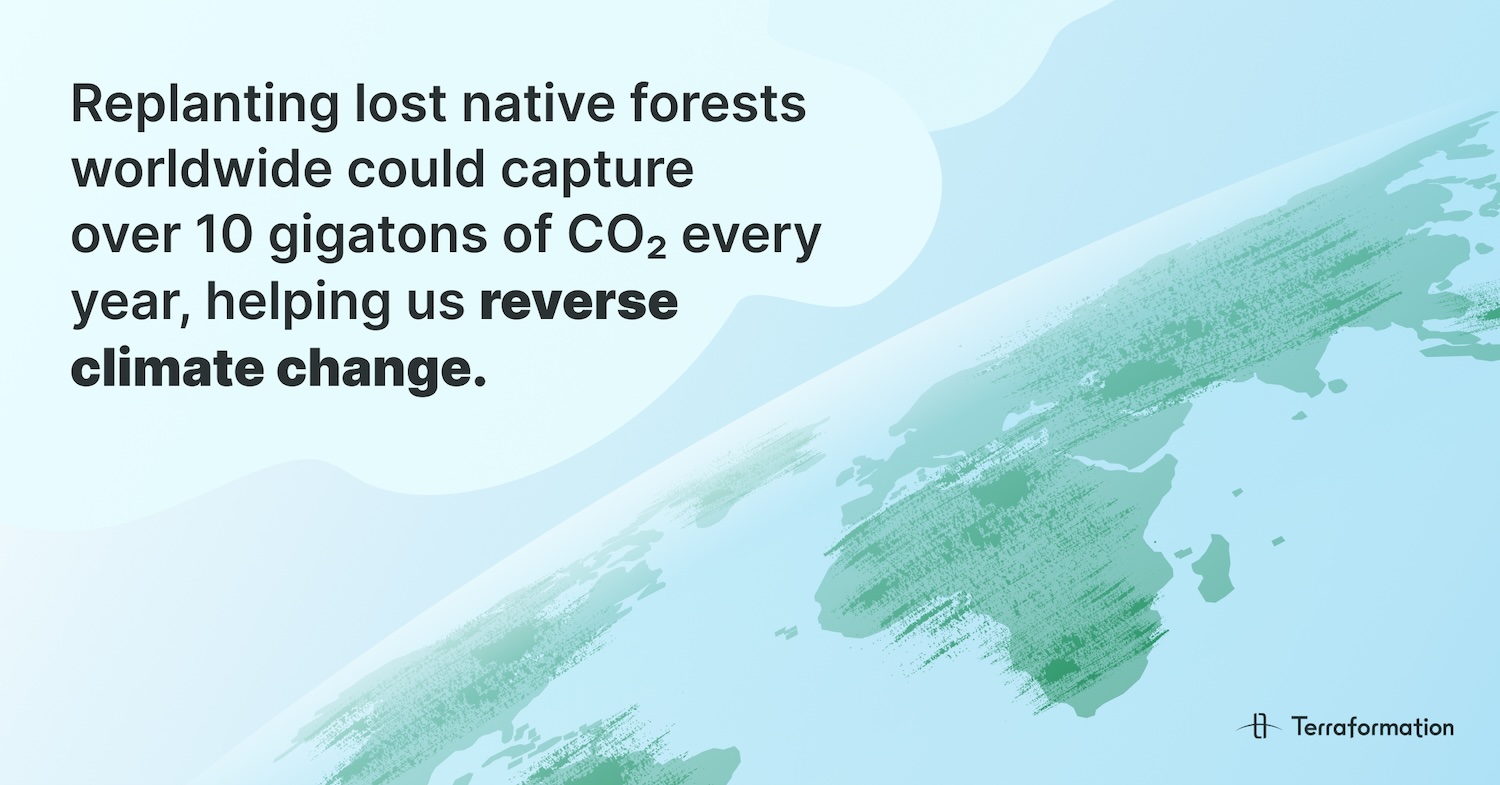 Replanting lost native forests
worldwide could capture
over 10 gigatons of CO₂ every
year, helping us reverse
climate change.
Terraformation